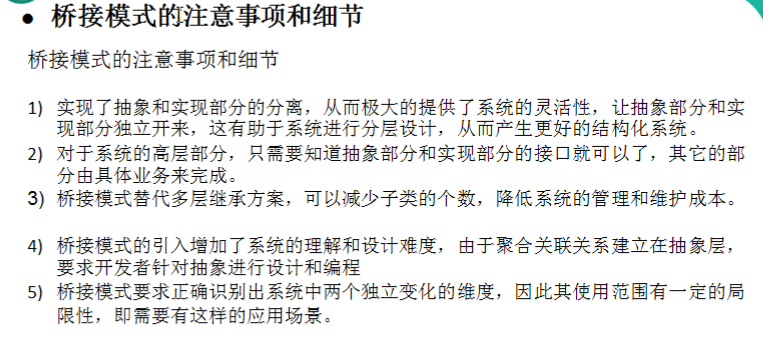 ● 桥接模式的注意事项和细节
桥接模式的注意事项和细节
1) 实现了抽象和实现部分的分离，从而极大的提供了系统的灵活性，让抽象部分和实
现部分独立开来，这有助于系统进行分层设计，从而产生更好的结构化系统。
2) 对于系统的高层部分，只需要知道抽象部分和实现部分的接口就可以了，其它的部
分由具体业务来完成。
3) 桥接模式替代多层继承方案，可以减少子类的个数，降低系统的管理和维护成本。
4) 桥接模式的引入增加了系统的理解和设计难度，由于聚合关联关系建立在抽象层，
要求开发者针对抽象进行设计和编程
5) 桥接模式要求正确识别出系统中两个独立变化的维度，因此其使用范围有一定的局
限性，即需要有这样的应用场景。